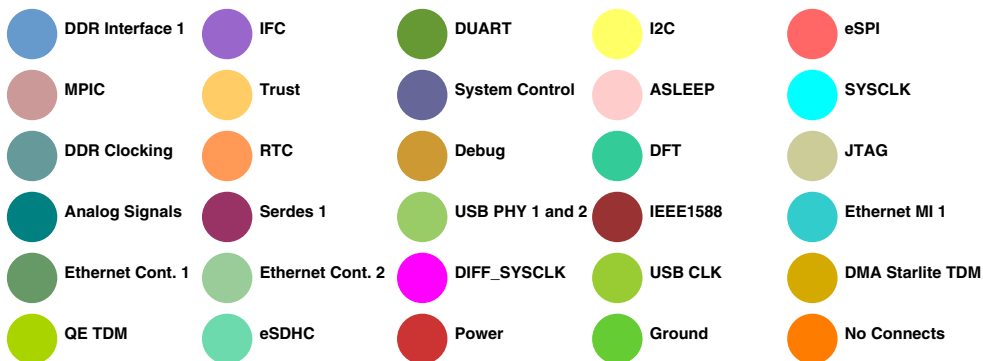 DDR Interface 1 IFC DUART I2C eSPI
MPIC Trust System Control ASLEEP SYSCLK
DDR Clocking RTC Debug DFT JTAG
Analog Signals Serdes 1 USB PHY 1 and 2 IEEE1588 Ethernet MI 1
Ethernet Cont. 1 Ethernet Cont. 2 DIFF_SYSCLK USB CLK DMA Starlite TDM
QE TDM eSDHC Power Ground No Connects